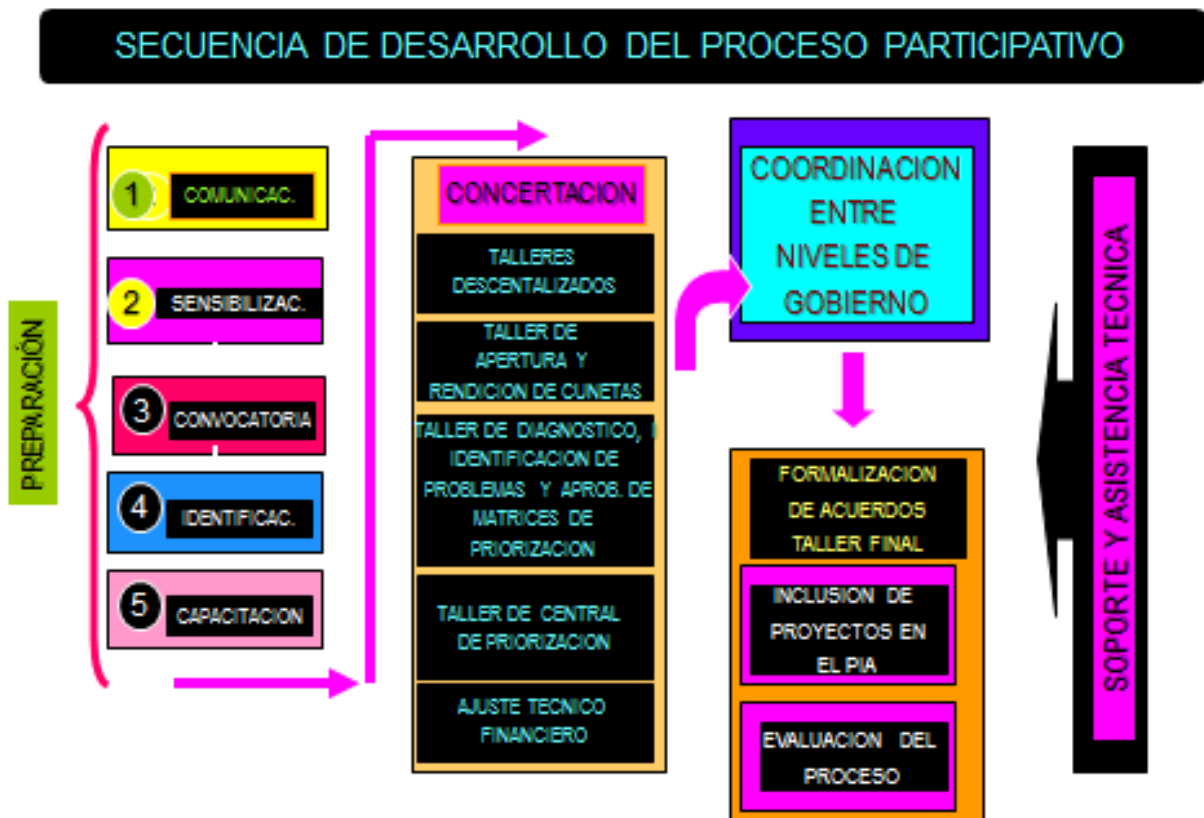 SECUENCIA DE DESARROLLO DEL PROCESO PARTICIPATIVO
PREPARACIÓN
1
COMUNICAC.
2
SENSIBILIZAC.
3
CONVOCATORIA
4
IDENTIFICAC.
5
CAPACITACION
CONCERTACION
TALLERES
DESCENTALIZADOS
TALLER DE
APERTURA Y
RENDICION DE CUNETAS
TALLER DE DIAGNOSTICO,
IDENTIFICACION DE
PROBLEMAS Y APROB. DE
MATRICES DE
PRIORIZACION
TALLER DE CENTRAL
DE PRIORIZACION
AJUSTE TECNICO
FINANCIERO
COORDINACION
ENTRE
NIVELES DE
GOBIERNO
FORMALIZACION
DE ACUERDOS
TALLER FINAL
INCLUSION DE
PROYECTOS EN
EL PIA
EVALUACION DEL
PROCESO
SOPORTE Y ASISTENCIA TECNICA